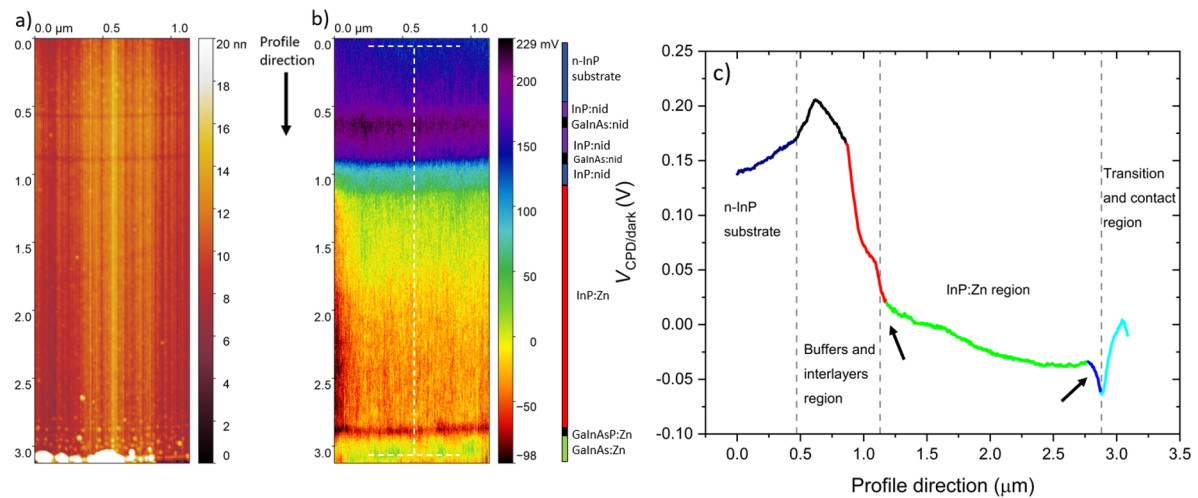 a)
0.0 μm
0.5
1.0
0.0
0.5
1.0
1.5
2.0
2.5
3.0
20 nm
18
16
14
12
10
8
6
4
2
0
Profile
direction
b)
0.0 μm
0.5
1.0
0.0
0.5
1.0
1.5
2.0
2.5
3.0
229 mV
200
150
100
50
0
−50
−98
n-InP
substrate
InP:nid
GaInAs:nid
InP:nid
GaInAs:nid
InP:nid
InP:Zn
GaInAsP:Zn
GaInAs:Zn
c)
V_CPD/dark (V)
0.25
0.20
0.15
0.10
0.05
0.00
-0.05
-0.10
n-InP
substrate
Buffers and
interlayers
region
InP:Zn region
Transition
and contact
region
0.0
0.5
1.0
1.5
2.0
2.5
3.0
3.5
Profile direction (μm)